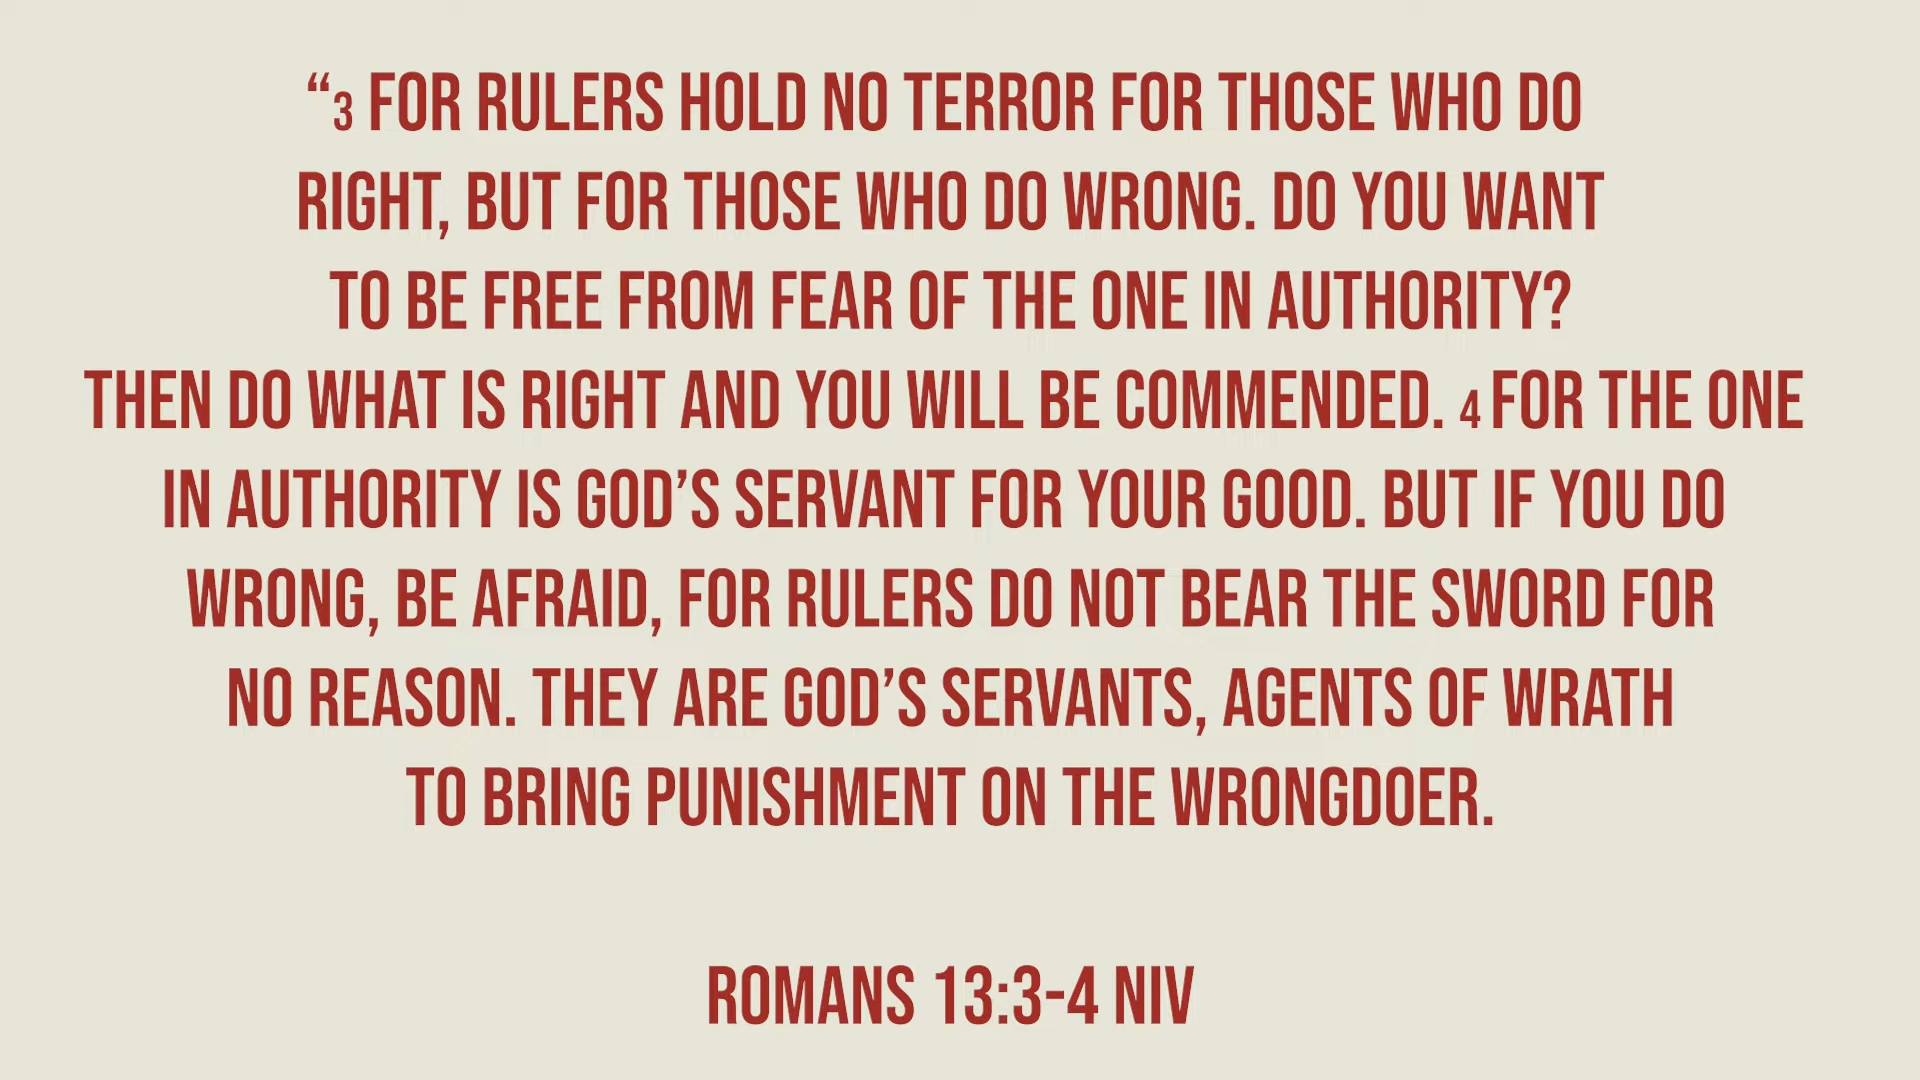 “3 FOR RULERS HOLD NO TERROR FOR THOSE WHO DO
RIGHT, BUT FOR THOSE WHO DO WRONG. DO YOU WANT
TO BE FREE FROM FEAR OF THE ONE IN AUTHORITY?
THEN DO WHAT IS RIGHT AND YOU WILL BE COMMENDED. 4 FOR THE ONE
IN AUTHORITY IS GOD’S SERVANT FOR YOUR GOOD. BUT IF YOU DO
WRONG, BE AFRAID, FOR RULERS DO NOT BEAR THE SWORD FOR
NO REASON. THEY ARE GOD’S SERVANTS, AGENTS OF WRATH
TO BRING PUNISHMENT ON THE WRONGDOER.
ROMANS 13:3-4 NIV